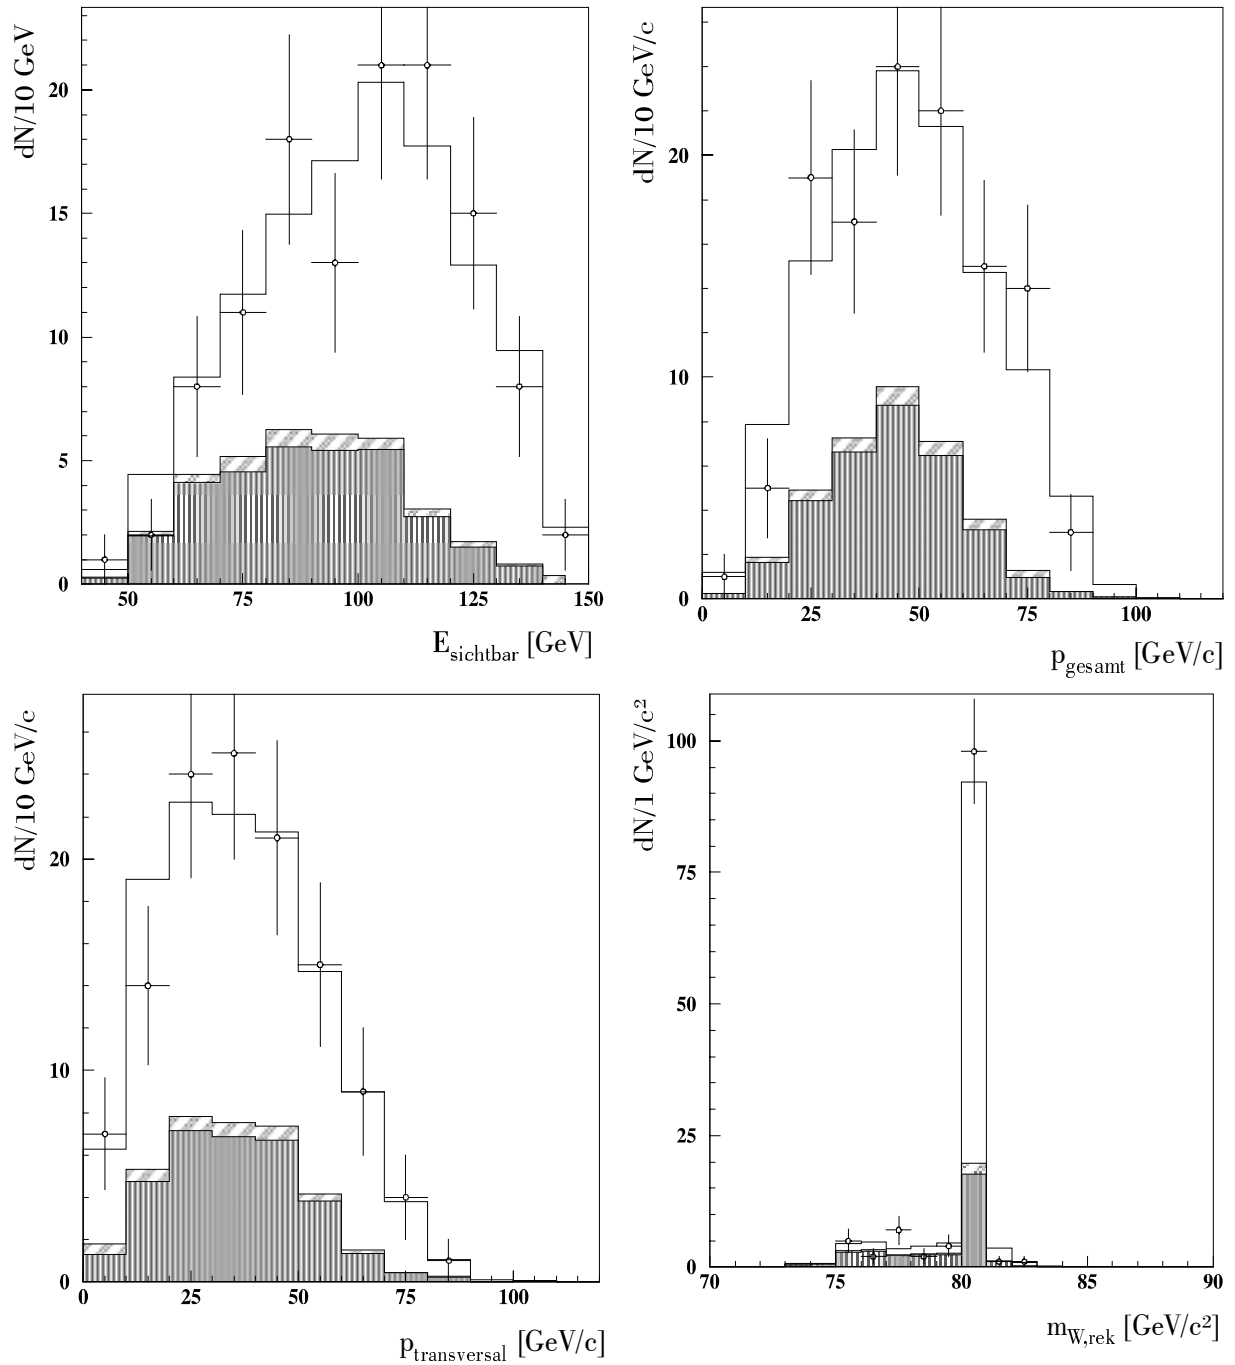 dN/10 GeV
20
15
10
5
0
50 75 100 125 150
E_sichtbar [GeV]
dN/10 GeV/c
20
10
0
0 25 50 75 100
p_gesamt [GeV/c]
dN/10 GeV/c
20
10
0
0 25 50 75 100
p_transversal [GeV/c]
dN/1 GeV/c²
100
75
50
25
0
70 75 80 85 90
m_W,rek [GeV/c²]